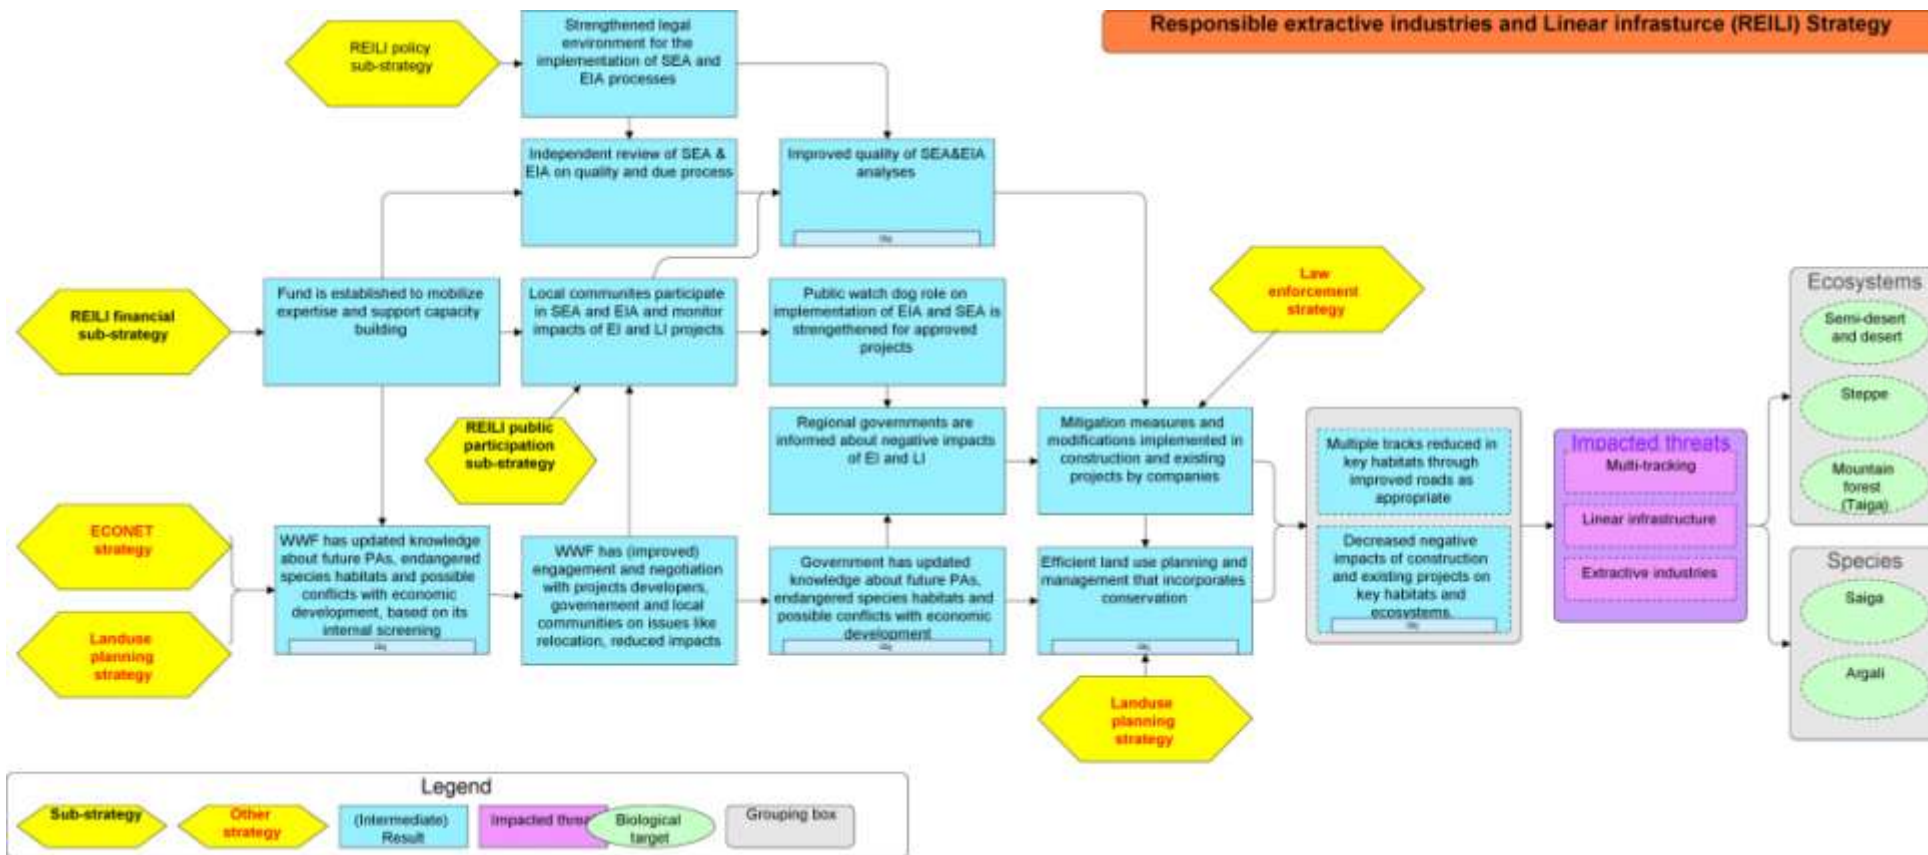 Responsible extractive industries and Linear infrasturce (REILI) Strategy
REILI policy
sub-strategy
Strengthened legal
environment for the
implementation of SEA and
EIA processes
Independent review of SEA &
EIA on quality and due process
Improved quality of SEA&EIA
analyses
REILI financial
sub-strategy
Fund is established to mobilize
expertise and support capacity
building
Local communites participate
in SEA and EIA and monitor
impacts of EI and LI projects
Public watch dog role on
implementation of EIA and SEA is
strengethened for approved
projects
Law
enforcement
strategy
REILI public
participation
sub-strategy
Regional governments are
informed about negative impacts
of EI and LI
Mitigation measures and
modifications implemented in
construction and existing
projects by companies
Multiple tracks reduced in
key habitats through
improved roads as
appropriate
Impacted threats
Multi-tracking
Linear infrastructure
Extractive industries
Ecosystems
Semi-desert
and desert
Steppe
Mountain
forest
(Taiga)
ECONET
strategy
Landuse
planning
strategy
WWF has updated knowledge
about future PAs, endangered
species habitats and possible
conflicts with economic
development, based on its
internal screening
WWF has (improved)
engagement and negotiation
with projects developers,
governement and local
communities on issues like
relocation, reduced impacts
Government has updated
knowledge about future PAs,
endangered species habitats and
possible conflicts with economic
development
Efficient land use planning and
management that incorporates
conservation
Decreased negative
impacts of construction
and existing projects on
key habitats and
ecosystems.
Species
Saiga
Argali
Landuse
planning
strategy
Legend
Sub-strategy
Other
strategy
(Intermediate)
Result
Impacted threat
Biological
target
Grouping box